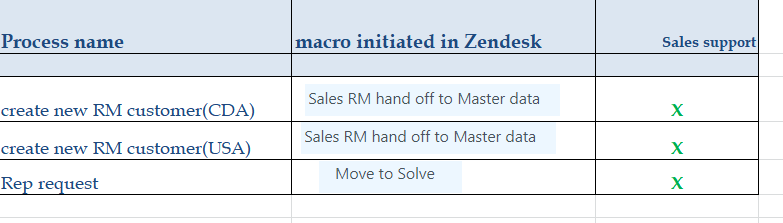 Process name macro initiated in Zendesk Sales support
create new RM customer(CDA) Sales RM hand off to Master data X
create new RM customer(USA) Sales RM hand off to Master data X
Rep request Move to Solve X